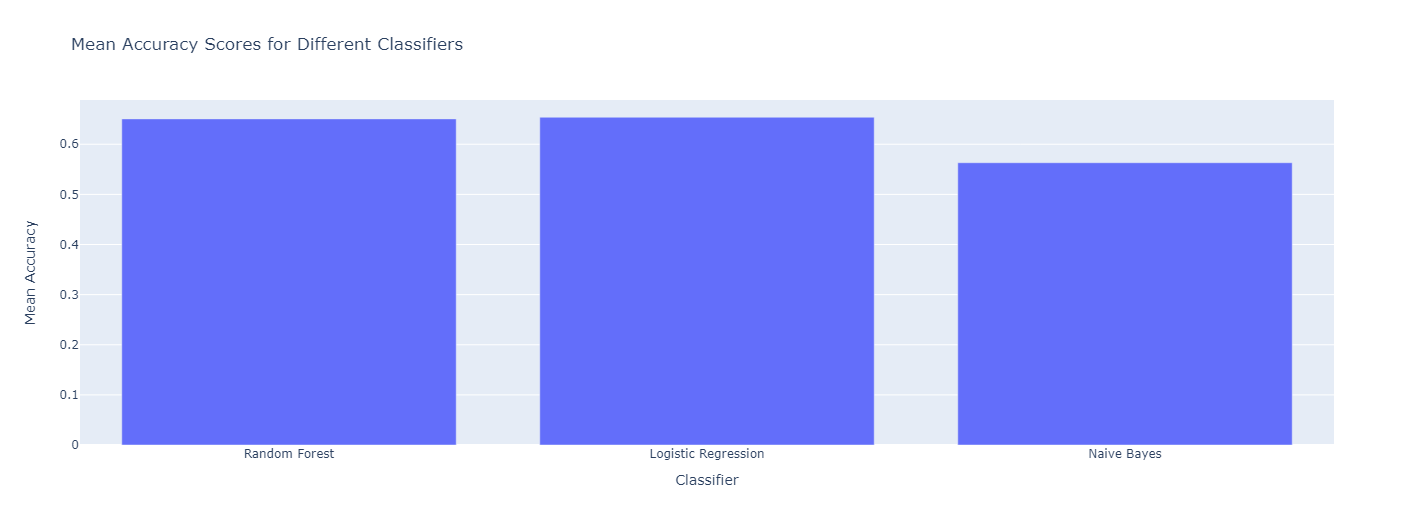 Mean Accuracy Scores for Different Classifiers
Mean Accuracy
0.6
0.5
0.4
0.3
0.2
0.1
0
Random Forest
Logistic Regression
Naive Bayes
Classifier